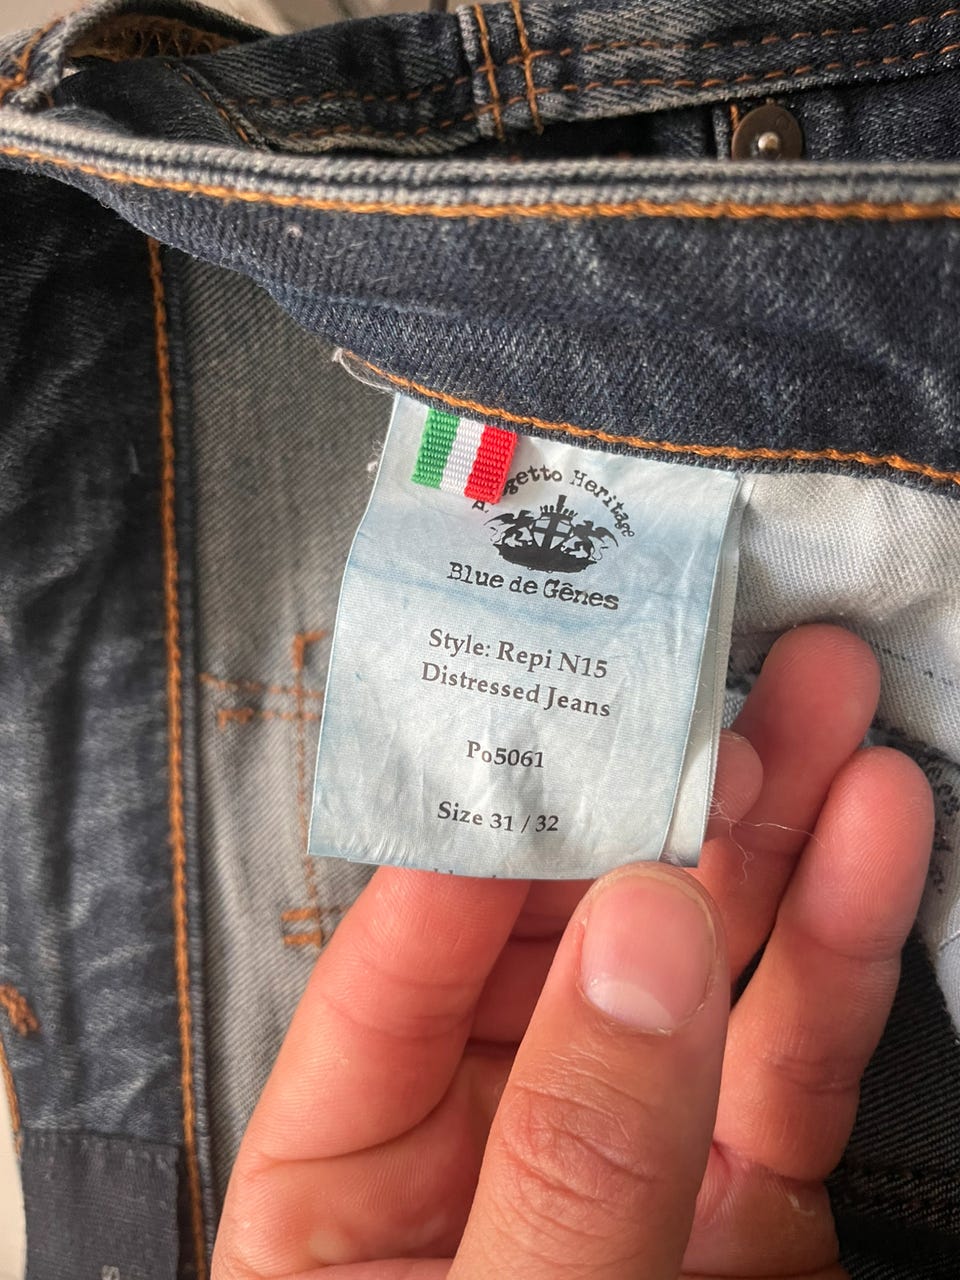 Heritage
Blue de Gênes
Style: Repi N15
Distressed Jeans
Po5061
Size 31 / 32